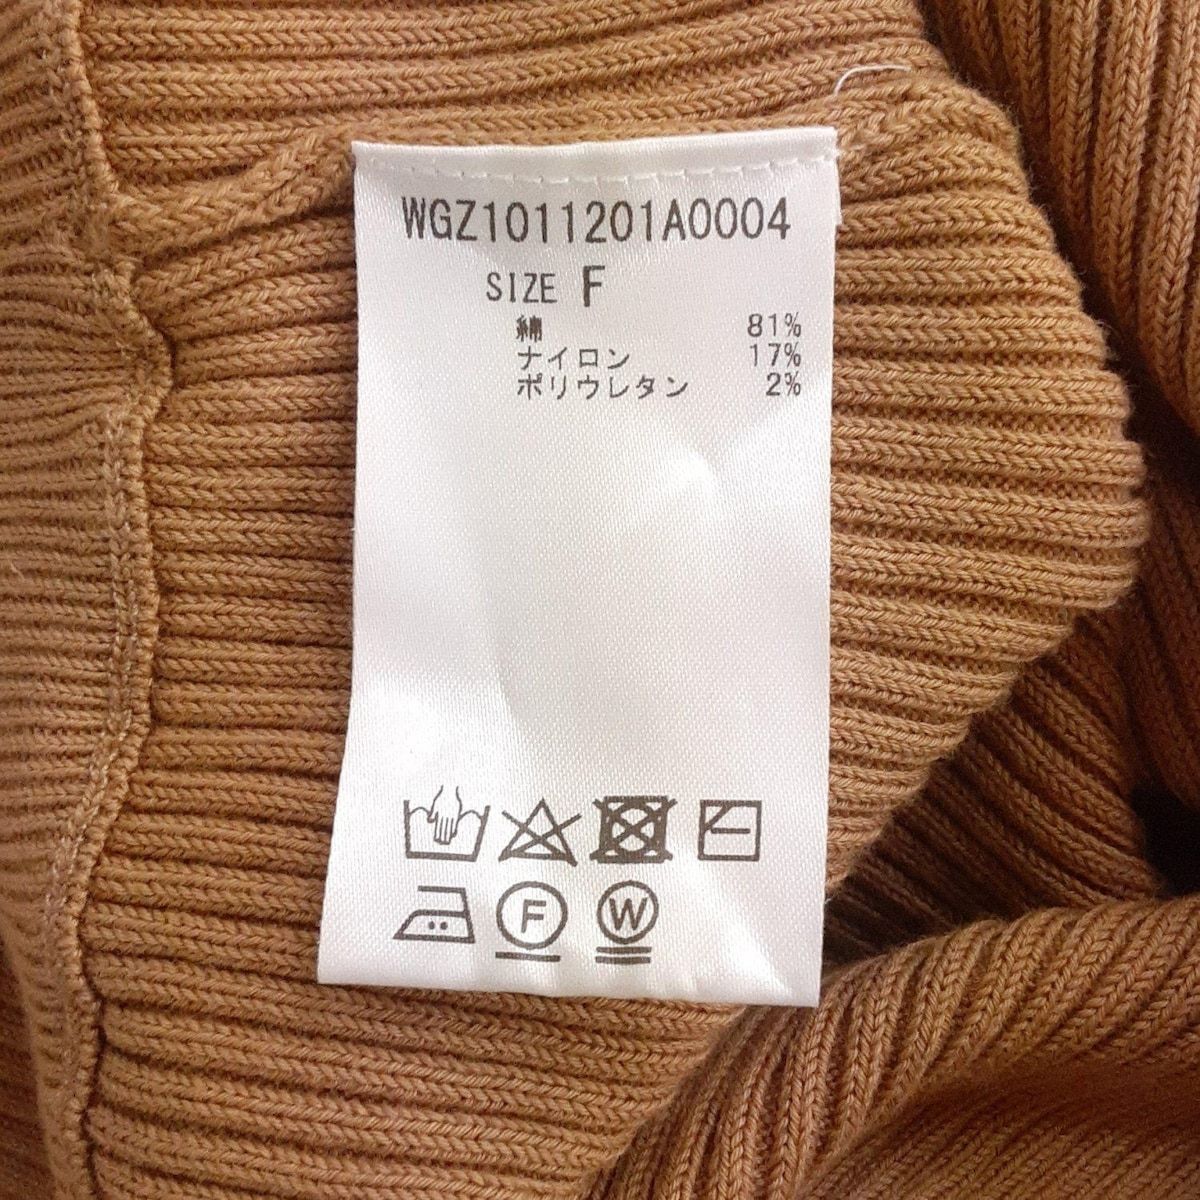 WGZ1011201A0004
SIZE F
綿 81%
ナイロン 17%
ポリウレタン 2%
F W